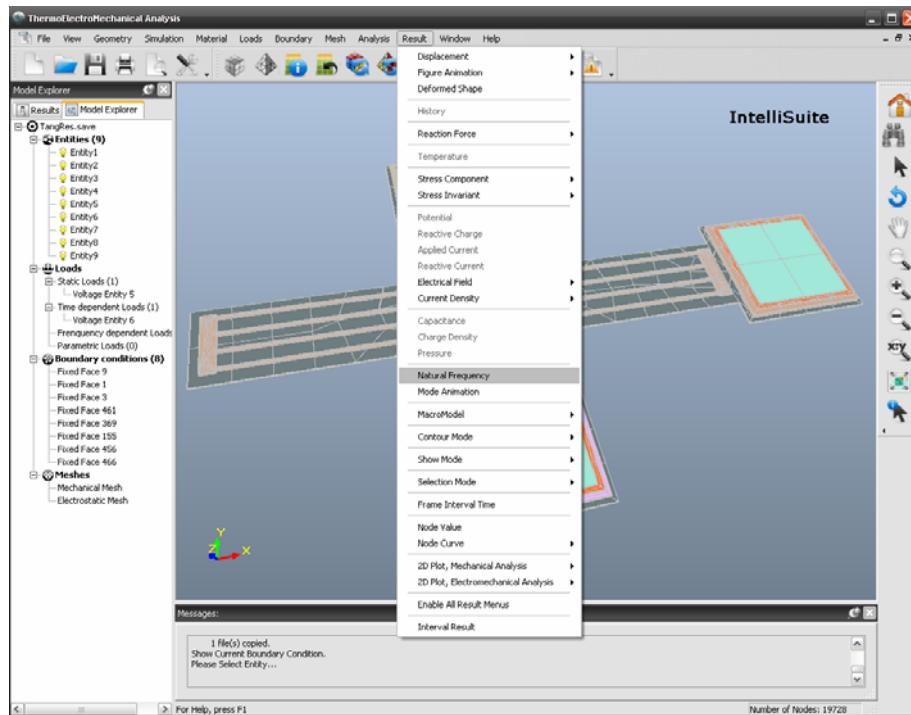 ThermoElectroMechanical Analysis
File View Geometry Simulation Material Loads Boundary Mesh Analysis Result Window Help
Model Explorer
Results Model Explorer
TangRes.save
Entities (9)
Entity1
Entity2
Entity3
Entity4
Entity5
Entity6
Entity7
Entity8
Entity9
Loads
Static Loads (1)
Voltage Entity 5
Time dependent Loads (1)
Voltage Entity 6
Frenquency dependent Loads
Parametric Loads (0)
Boundary conditions (8)
Fixed Face 9
Fixed Face 1
Fixed Face 3
Fixed Face 461
Fixed Face 369
Fixed Face 155
Fixed Face 456
Fixed Face 466
Meshes
Mechanical Mesh
Electrostatic Mesh
Displacement
Figure Animation
Deformed Shape
History
Reaction Force
Temperature
Stress Component
Stress Invariant
Potential
Reactive Charge
Applied Current
Reactive Current
Electrical Field
Current Density
Capacitance
Charge Density
Pressure
Natural Frequency
Mode Animation
MacroModel
Contour Mode
Show Mode
Selection Mode
Frame Interval Time
Node Value
Node Curve
2D Plot, Mechanical Analysis
2D Plot, Electromechanical Analysis
Enable All Result Menus
Interval Result
IntelliSuite
Y
Z
X
Messages:
1 file(s) copied.
Show Current Boundary Condition.
Please Select Entity...
For Help, press F1
Number of Nodes: 19728